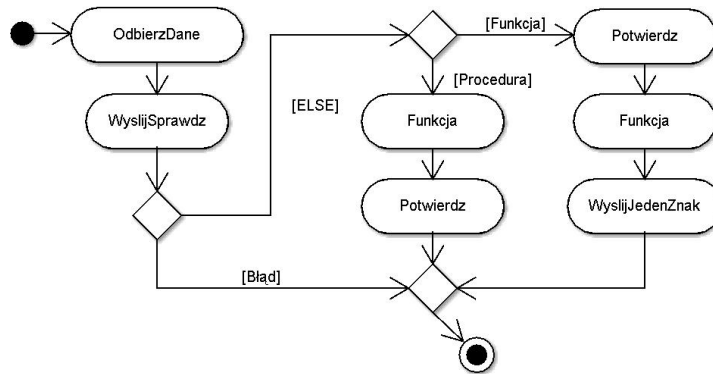 OdbierzDane
[Funkcja]
Potwierdz
[Procedura]
WyslijSprawdz
[ELSE]
Funkcja
Funkcja
Potwierdz
WyslijJedenZnak
[Błąd]